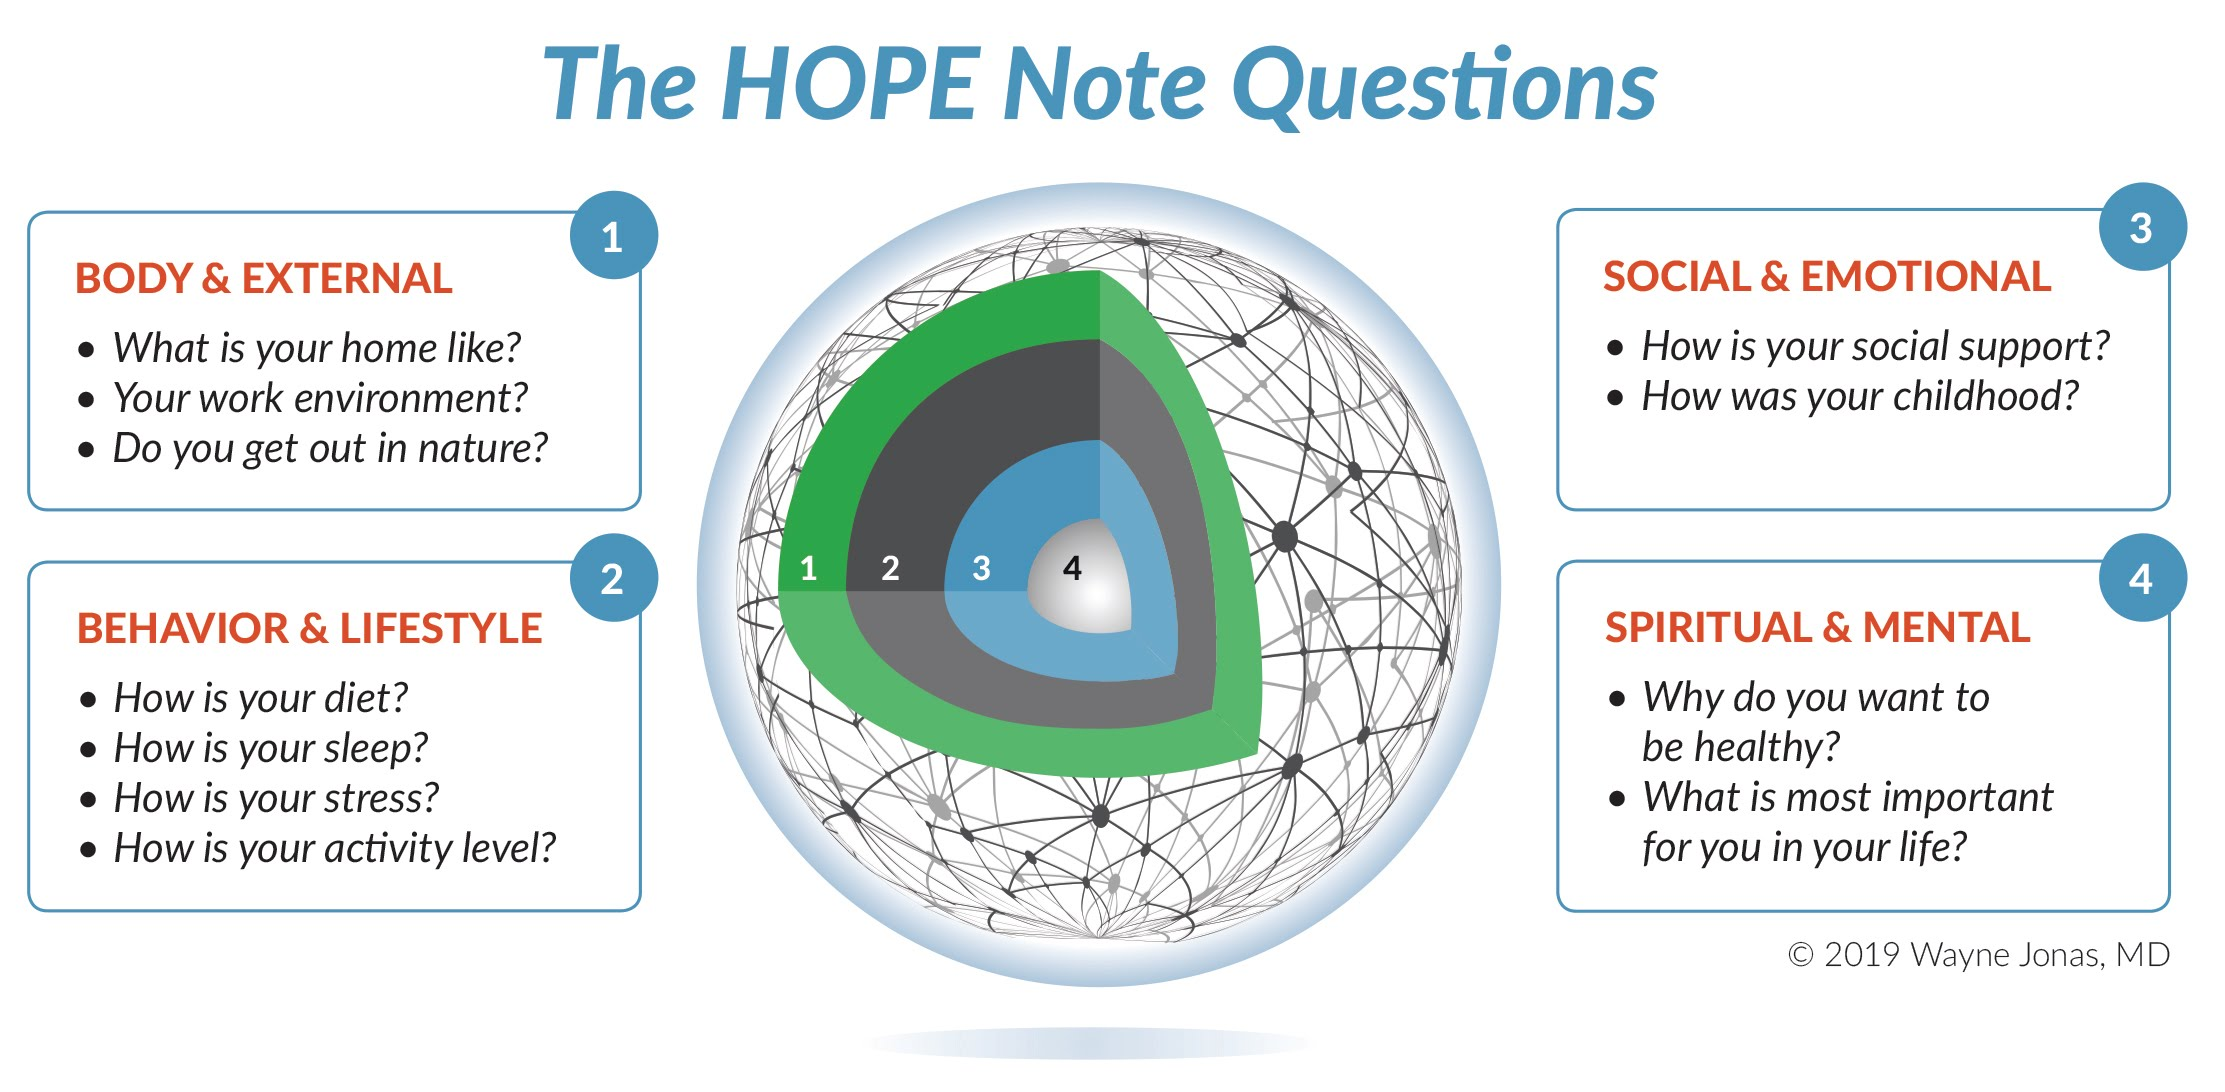 The HOPE Note Questions
1
BODY & EXTERNAL
• What is your home like?
• Your work environment?
• Do you get out in nature?
2
BEHAVIOR & LIFESTYLE
• How is your diet?
• How is your sleep?
• How is your stress?
• How is your activity level?
1 2 3 4
3
SOCIAL & EMOTIONAL
• How is your social support?
• How was your childhood?
4
SPIRITUAL & MENTAL
• Why do you want to
be healthy?
• What is most important
for you in your life?
© 2019 Wayne Jonas, MD